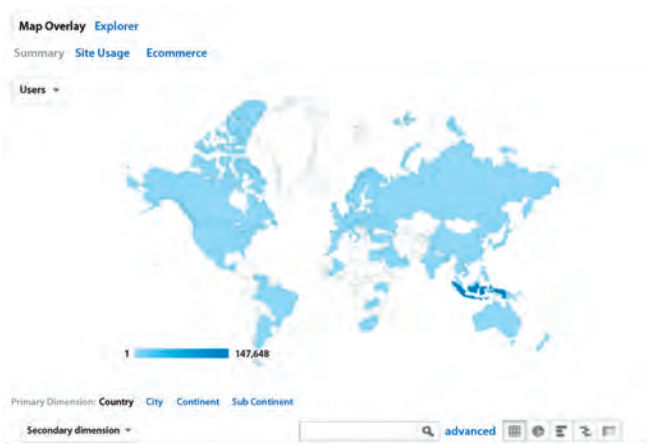 Map Overlay Explorer
Summary Site Usage Ecommerce
Users
1 147,648
Primary Dimension: Country City Continent Sub Continent
Secondary dimension advanced